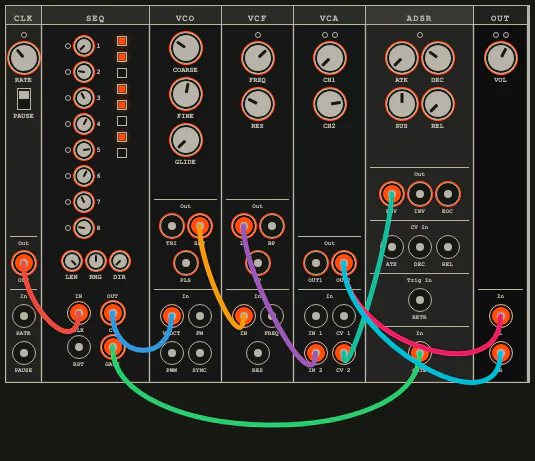 CLK SEQ VCO VCF VCA ADSR OUT
RATE
PAUSE
Out
In
RATE
PAUSE
1
2
3
4
5
6
7
8
LEN RNG DIR
IN OUT
RST
COARSE
FINE
GLIDE
Out
TRI
PLS
In
PWM SYNC
FM
FREQ
RES
Out
BP
In
IN FREQ
RES
CH1
CH2
Out
OUT1
In
IN 1 CV 1
IN 2 CV 2
ATK DEC
SUS REL
Out
INV EOC
CV In
ATK DEC REL
Trig In
RETR
In
VOL
In